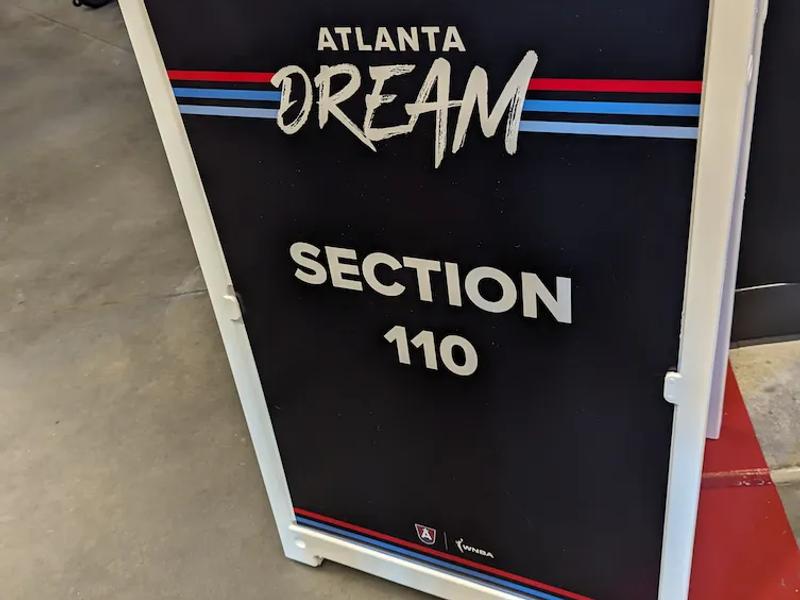 ATLANTA
DREAM
SECTION
110
A
WNBA